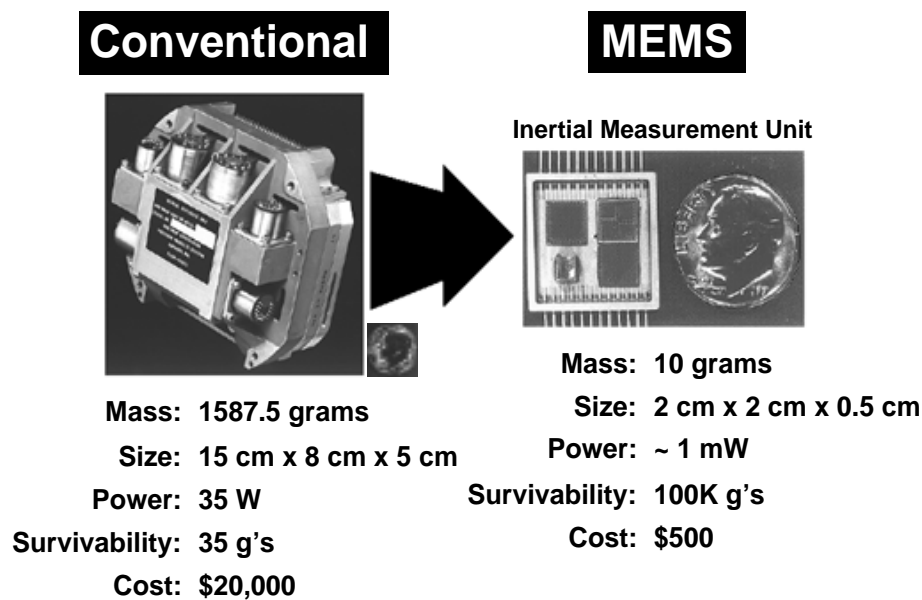 Conventional
MEMS
Inertial Measurement Unit
LIBERTY
Mass: 1587.5 grams
Size: 15 cm x 8 cm x 5 cm
Power: 35 W
Survivability: 35 g's
Cost: $20,000
Mass: 10 grams
Size: 2 cm x 2 cm x 0.5 cm
Power: ~ 1 mW
Survivability: 100K g's
Cost: $500